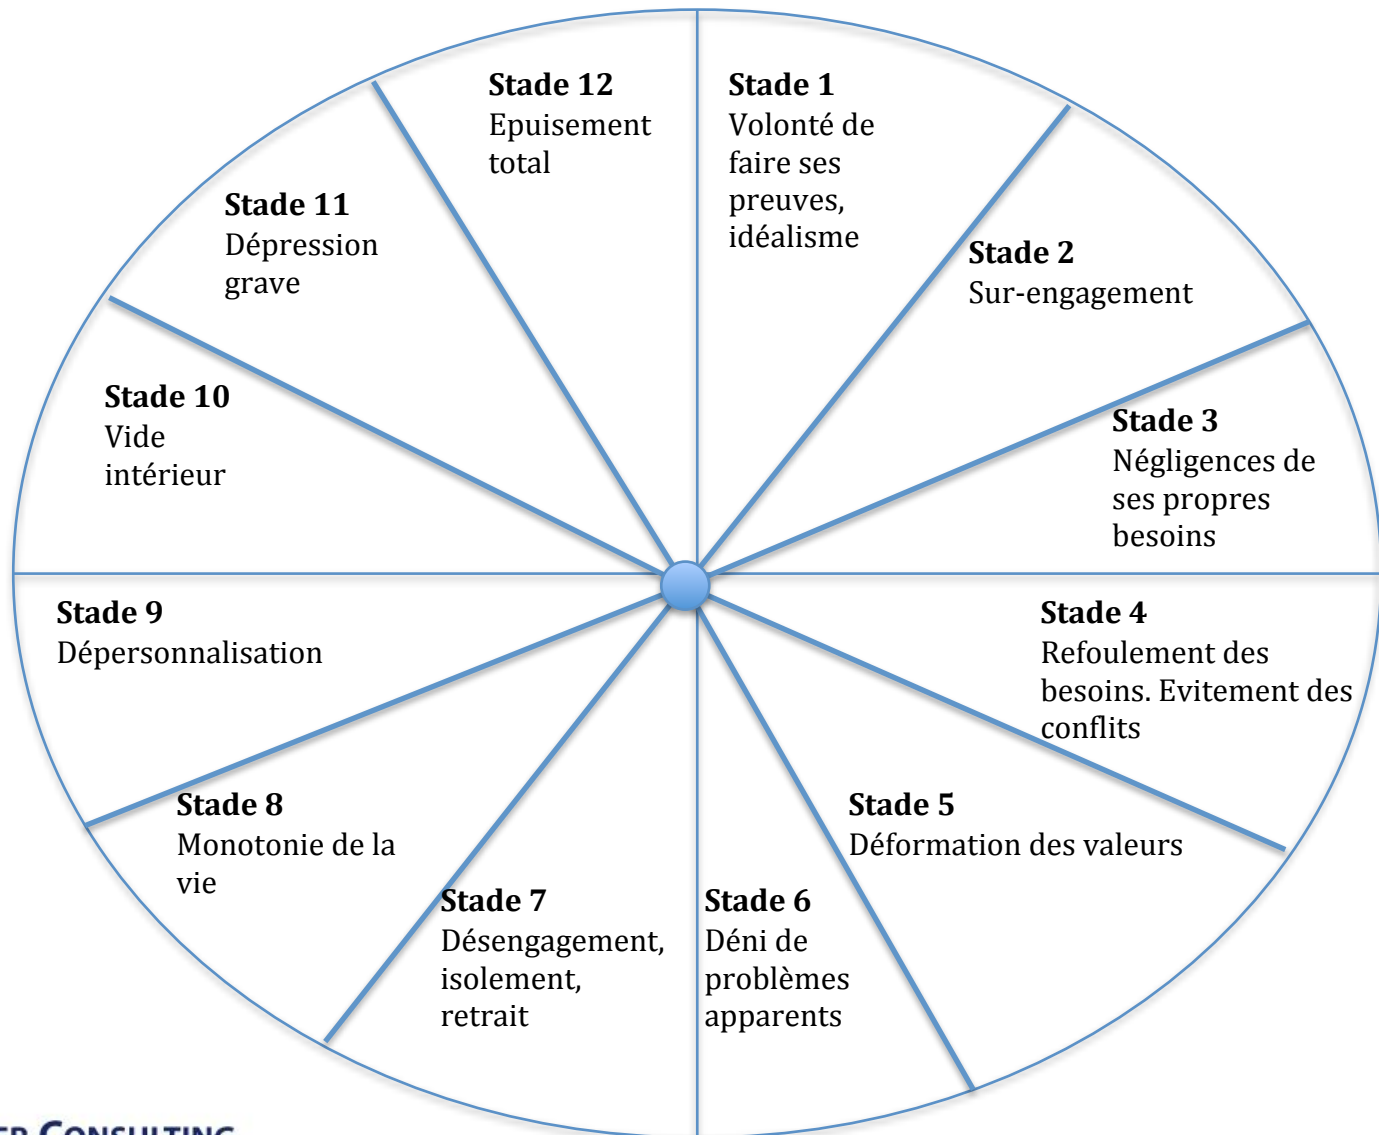 Stade 12
Epuisement
total
Stade 1
Volonté de
faire ses
preuves,
idéalisme
Stade 2
Sur-engagement
Stade 3
Négligences de
ses propres
besoins
Stade 4
Refoulement des
besoins. Evitement des
conflits
Stade 5
Déformation des valeurs
Stade 6
Déni de
problèmes
apparents
Stade 7
Désengagement,
isolement,
retrait
Stade 8
Monotonie de la
vie
Stade 9
Dépersonnalisation
Stade 10
Vide
intérieur
Stade 11
Dépression
grave
CONSULTING